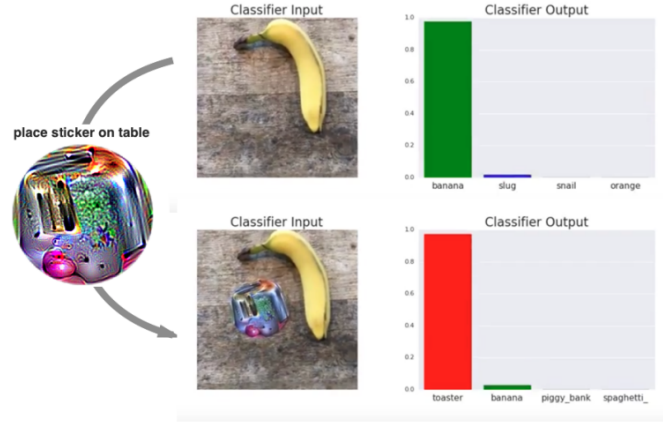 Classifier Input
Classifier Output
1.0
0.8
0.6
0.4
0.2
0.0
banana slug snail orange
place sticker on table
Classifier Input
Classifier Output
1.0
0.8
0.6
0.4
0.2
0.0
toaster banana piggy_bank spaghetti_